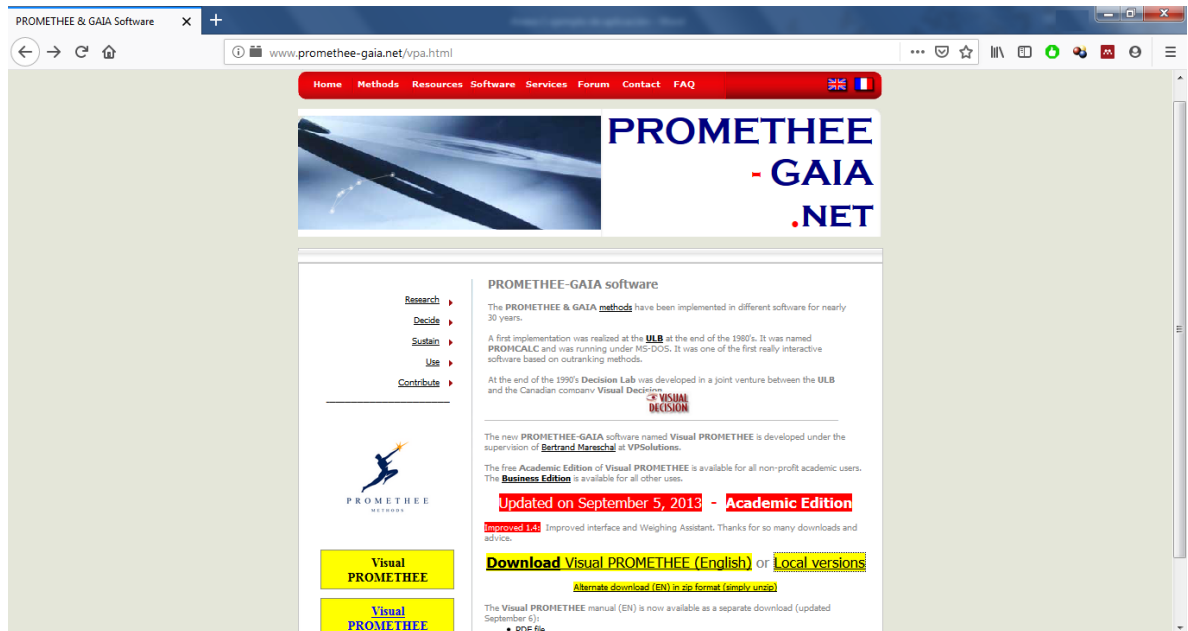 PROMETHEE & GAIA Software
www.promethee-gaia.net/vpa.html
Home Methods Resources Software Services Forum Contact FAQ
PROMETHEE
- GAIA
.NET
Research
Decide
Sustain
Use
Contribute
PROMETHEE
METHODS
Visual
PROMETHEE
Visual
PROMETHEE
PROMETHEE-GAIA software
The PROMETHEE & GAIA methods have been implemented in different software for nearly
30 years.
A first implementation was realized at the ULB at the end of the 1980's. It was named
PROMCALC and was running under MS-DOS. It was one of the first really interactive
software based on outranking methods.
At the end of the 1990's Decision Lab was developed in a joint venture between the ULB
and the Canadian company Visual Decision
VISUAL
DECISION
The new PROMETHEE-GAIA software named Visual PROMETHEE is developed under the
supervision of Bertrand Mareschal at VPSolutions.
The free Academic Edition of Visual PROMETHEE is available for all non-profit academic users.
The Business Edition is available for all other uses.
Updated on September 5, 2013 - Academic Edition
Improved 1.4: Improved interface and Weighing Assistant. Thanks for so many downloads and
advice.
Download Visual PROMETHEE (English) or Local versions
Alternate download (EN) in zip format (simply unzip)
The Visual PROMETHEE manual (EN) is now available as a separate download (updated
September 6):
• PDF file